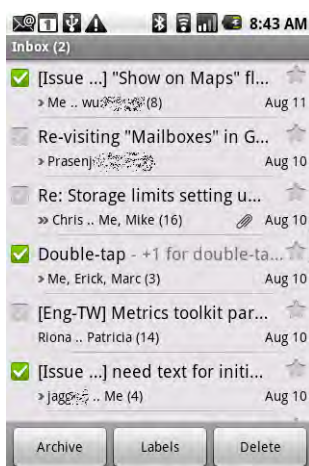 1
8:43 AM
Inbox (2)
[Issue ...] "Show on Maps" fl...
» Me .. wu: (8) Aug 11
Re-visiting "Mailboxes" in G...
› Prasenj Aug 10
Re: Storage limits setting u...
» Chris .. Me, Mike (16) Aug 10
Double-tap - +1 for double-ta...
› Me, Erick, Marc (3) Aug 10
[Eng-TW] Metrics toolkit par...
Riona .. Patricia (14) Aug 10
[Issue ...] need text for initi...
› jagg .. Me (4) Aug 10
Archive Labels Delete